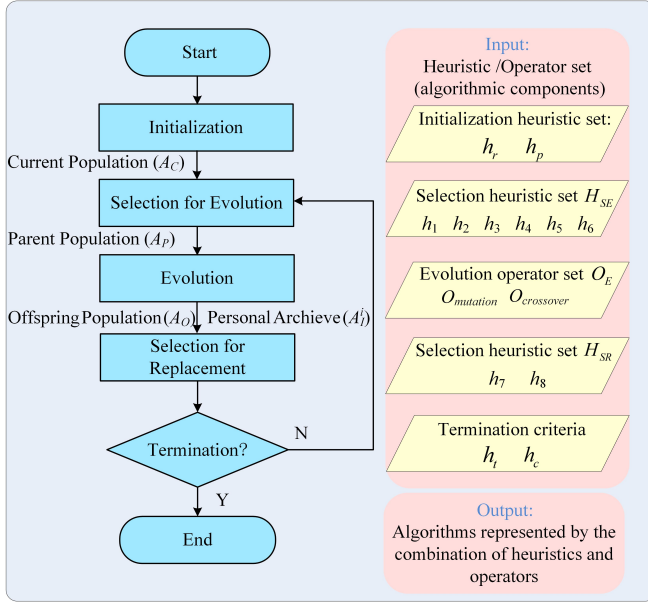 Start
Initialization
Current Population (A_C)
Selection for Evolution
Parent Population (A_P)
Evolution
Offspring Population (A_O) Personal Archieve (A_I^i)
Selection for
Replacement
Termination?
N
Y
End
Input:
Heuristic /Operator set
(algorithmic components)
Initialization heuristic set:
h_r h_p
Selection heuristic set H_SE
h_1 h_2 h_3 h_4 h_5 h_6
Evolution operator set O_E
O_mutation O_crossover
Selection heuristic set H_SR
h_7 h_8
Termination criteria
h_t h_c
Output:
Algorithms represented by the
combination of heuristics and
operators